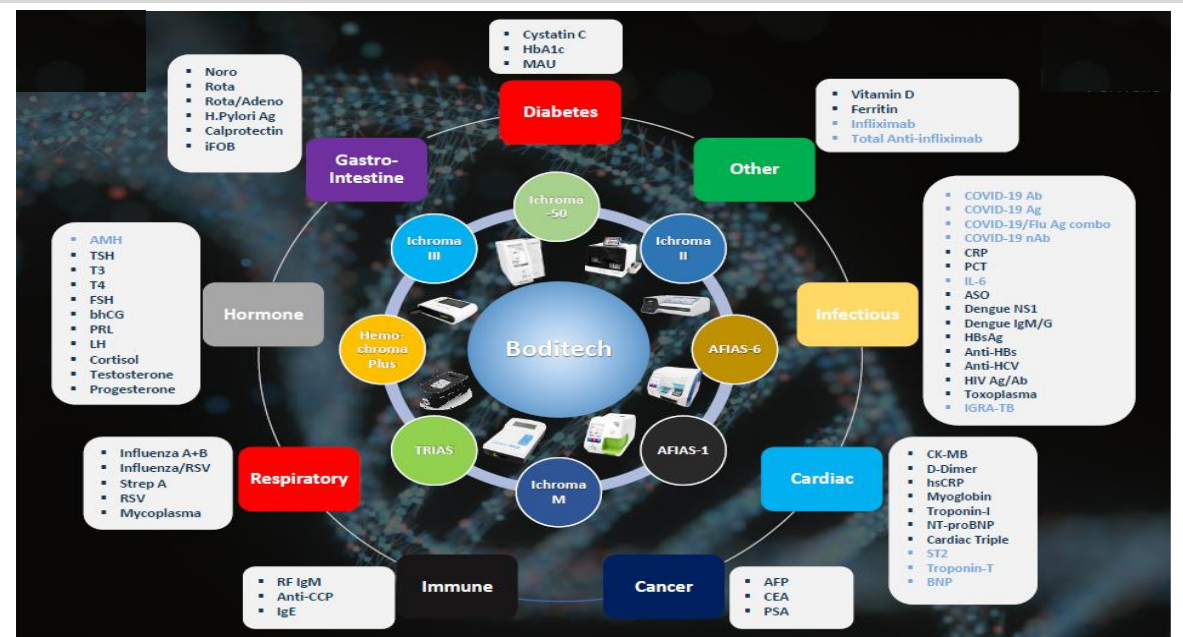 Cystatin C
HbA1c
MAU
Diabetes
Noro
Rota
Rota/Adeno
H.Pylori Ag
Calprotectin
iFOB
Gastro-
Intestine
Vitamin D
Ferritin
Infliximab
Total Anti-infliximab
Other
AMH
TSH
T3
T4
FSH
bhCG
PRL
LH
Cortisol
Testosterone
Progesterone
Hormone
COVID-19 Ab
COVID-19 Ag
COVID-19/Flu Ag combo
COVID-19 nAb
CRP
PCT
IL-6
ASO
Dengue NS1
Dengue IgM/G
HBsAg
Anti-HBs
Anti-HCV
HIV Ag/Ab
Toxoplasma
IGRA-TB
Infectious
Ichroma
-50
Ichroma
III
Ichroma
II
Hemo-
chroma
Plus
Boditech
AFIAS-6
TRIAS
AFIAS-1
Ichroma
M
Influenza A+B
Influenza/RSV
Strep A
RSV
Mycoplasma
Respiratory
Cardiac
CK-MB
D-Dimer
hsCRP
Myoglobin
Troponin-I
NT-proBNP
Cardiac Triple
ST2
Troponin-T
BNP
RF IgM
Anti-CCP
IgE
Immune
Cancer
AFP
CEA
PSA